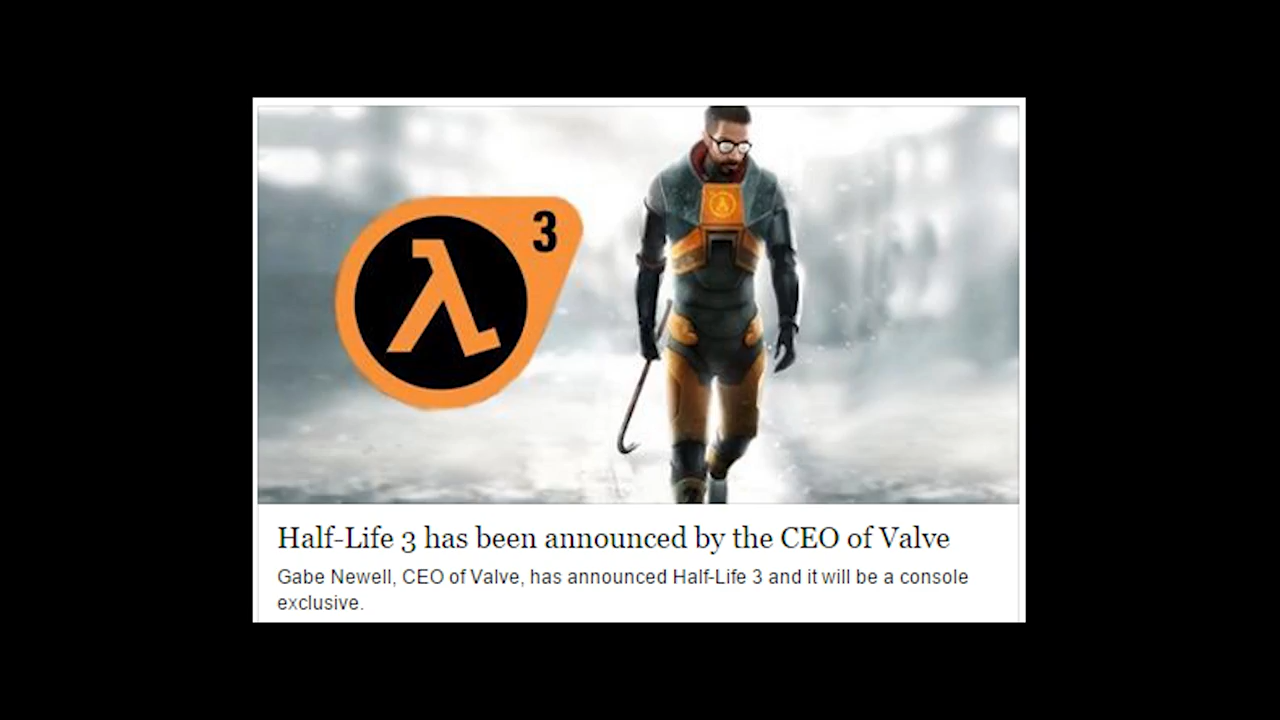 3
Half-Life 3 has been announced by the CEO of Valve
Gabe Newell, CEO of Valve, has announced Half-Life 3 and it will be a console
exclusive.